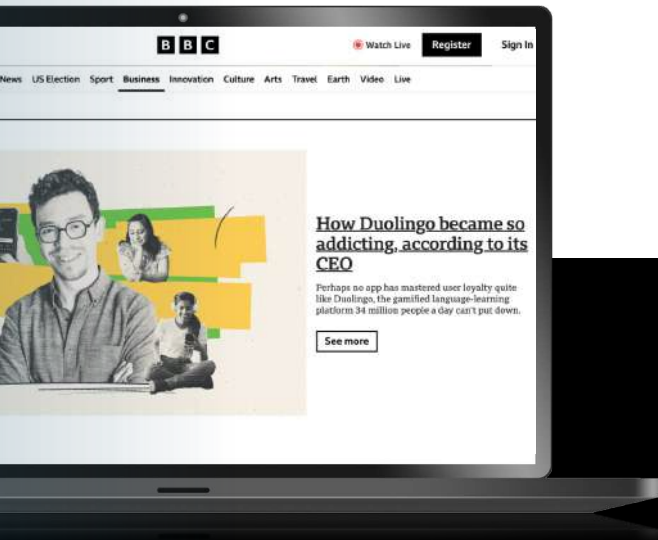 BBC
Watch Live Register Sign In
News US Election Sport Business Innovation Culture Arts Travel Earth Video Live
How Duolingo became so
addicting, according to its
CEO
Perhaps no app has mastered user loyalty quite
like Duolingo, the gamified language-learning
platform 34 million people a day can't put down.
See more